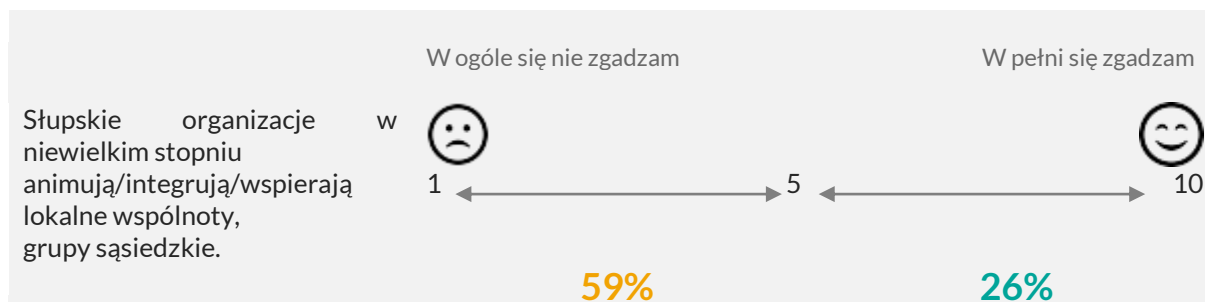 W ogóle się nie zgadzam
W pełni się zgadzam
Słupskie organizacje w
niewielkim stopniu
animują/integrują/wspierają
lokalne wspólnoty,
grupy sąsiedzkie.
1
5
10
59%
26%